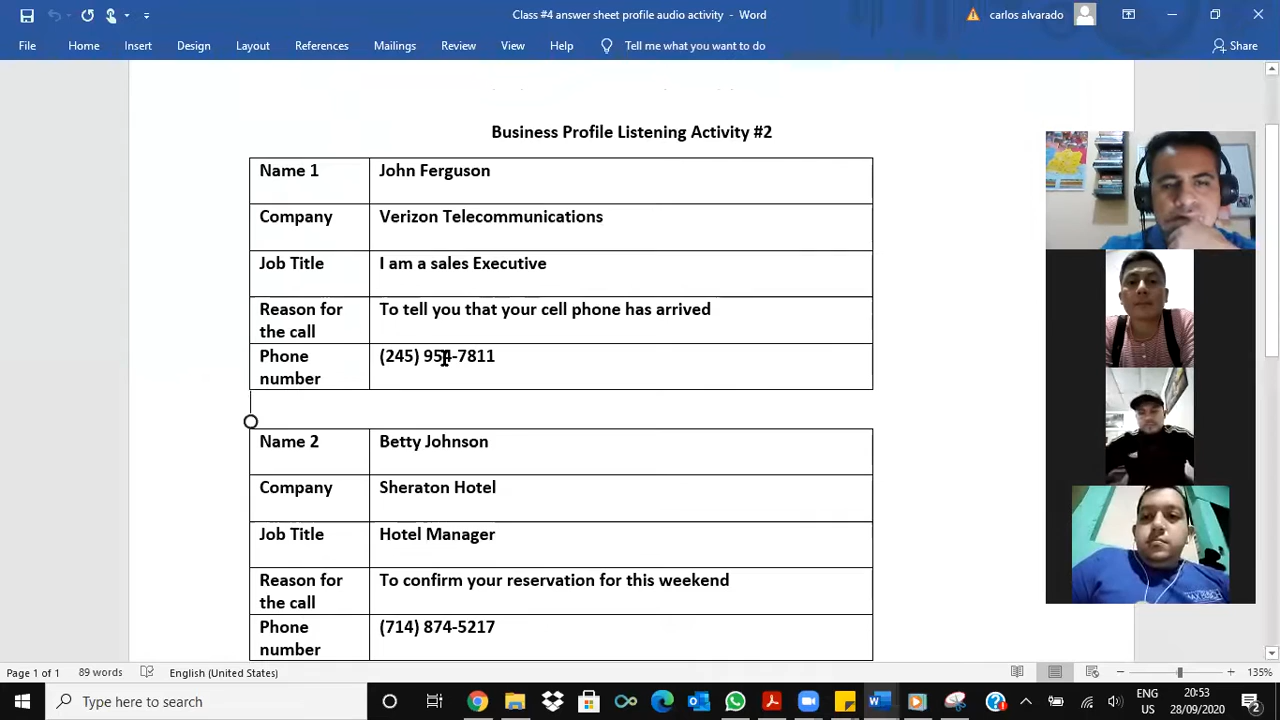 Class #4 answer sheet profile audio activity - Word
carlos alvarado
File Home Insert Design Layout References Mailings Review View Help Tell me what you want to do Share
Business Profile Listening Activity #2
Name 1 John Ferguson
Company Verizon Telecommunications
Job Title I am a sales Executive
Reason for To tell you that your cell phone has arrived
the call
Phone (245) 954-7811
number
Name 2 Betty Johnson
Company Sheraton Hotel
Job Title Hotel Manager
Reason for To confirm your reservation for this weekend
the call
Phone (714) 874-5217
number
Page 1 of 1 89 words English (United States) 135%
Type here to search
ENG 20:53
28/09/2020 2